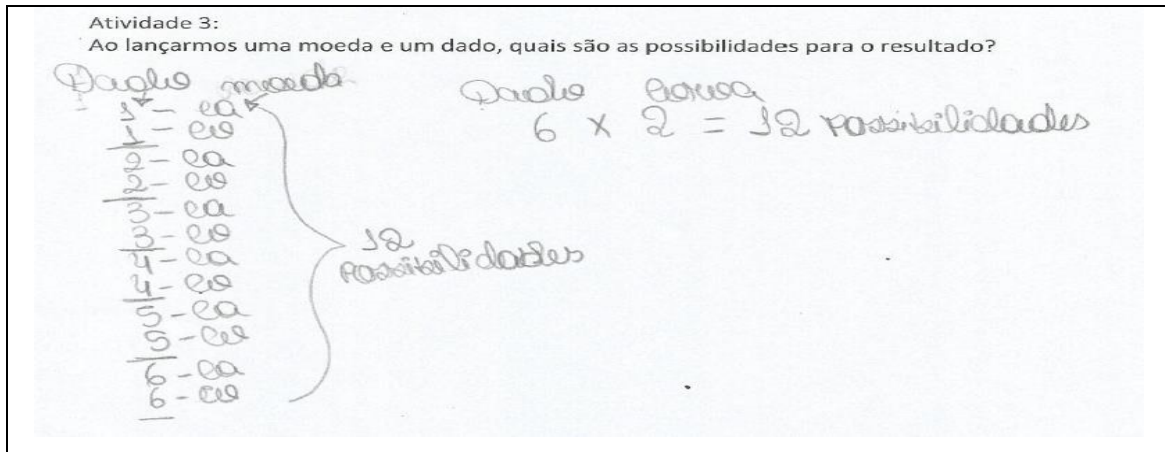 Atividade 3:
Ao lançarmos uma moeda e um dado, quais são as possibilidades para o resultado?
Dado moeda
1 - ca
1 - co
2 - ca
2 - co
3 - ca
3 - co
4 - ca
4 - co
5 - ca
5 - co
6 - ca
6 - co
12
possibilidades
Dado
6 x 2 = 12 possibilidades